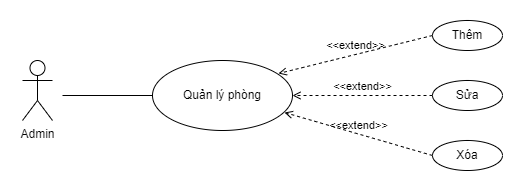 Thêm
<<extend>>
<<extend>>
Quản lý phòng
Sửa
<<extend>>
Admin
Xóa